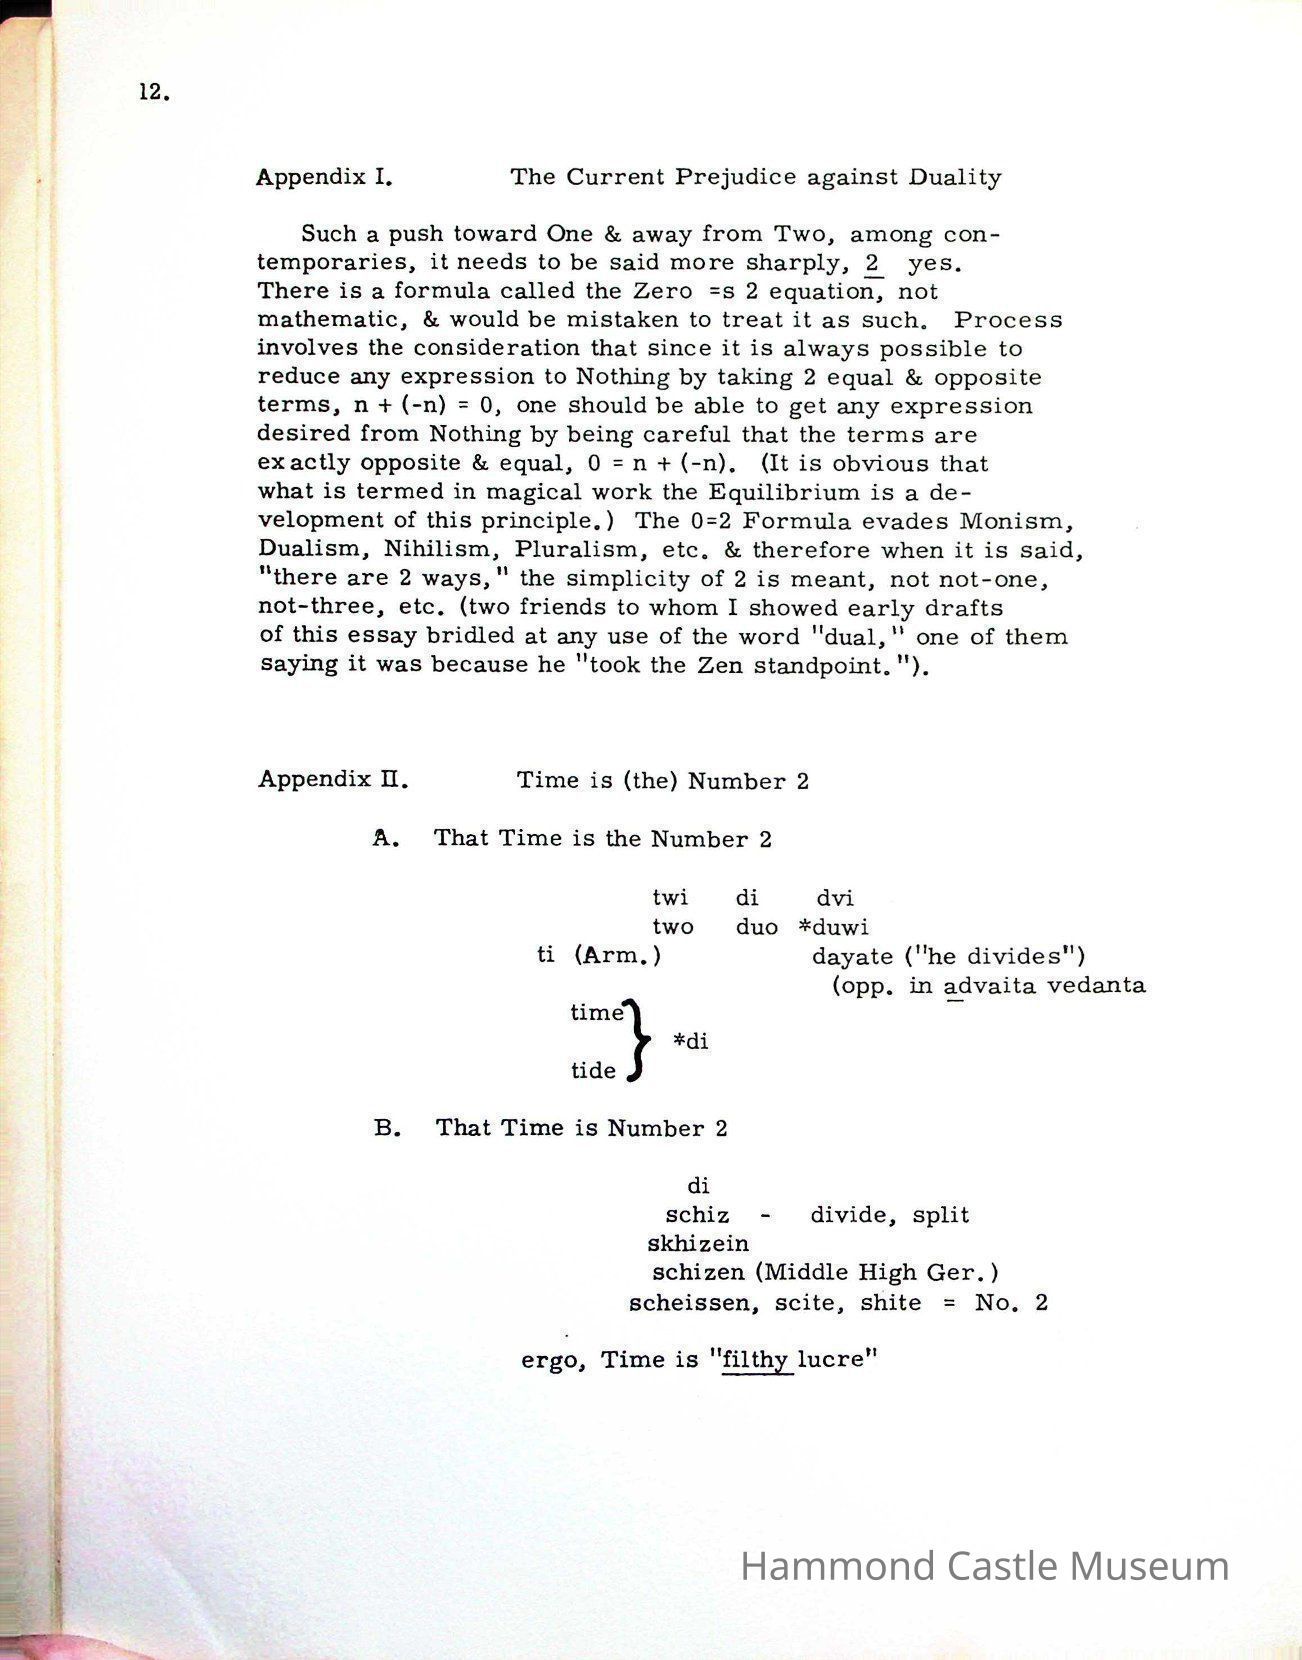 12.
Appendix I. The Current Prejudice against Duality
Such a push toward One & away from Two, among con-
temporaries, it needs to be said more sharply, 2 yes.
There is a formula called the Zero =s 2 equation, not
mathematic, & would be mistaken to treat it as such. Process
involves the consideration that since it is always possible to
reduce any expression to Nothing by taking 2 equal & opposite
terms, n + (-n) = 0, one should be able to get any expression
desired from Nothing by being careful that the terms are
exactly opposite & equal, 0 = n + (-n). (It is obvious that
what is termed in magical work the Equilibrium is a de-
velopment of this principle.) The 0=2 Formula evades Monism,
Dualism, Nihilism, Pluralism, etc. & therefore when it is said,
"there are 2 ways," the simplicity of 2 is meant, not not-one,
not-three, etc. (two friends to whom I showed early drafts
of this essay bridled at any use of the word "dual," one of them
saying it was because he "took the Zen standpoint.").
Appendix II. Time is (the) Number 2
A. That Time is the Number 2
twi di dvi
two duo *duwi
ti (Arm.) dayate ("he divides")
(opp. in advaita vedanta
time
} *di
tide
B. That Time is Number 2
di
schiz - divide, split
skhizein
schizen (Middle High Ger.)
scheissen, scite, shite = No. 2
ergo, Time is "filthy lucre"
Hammond Castle Museum